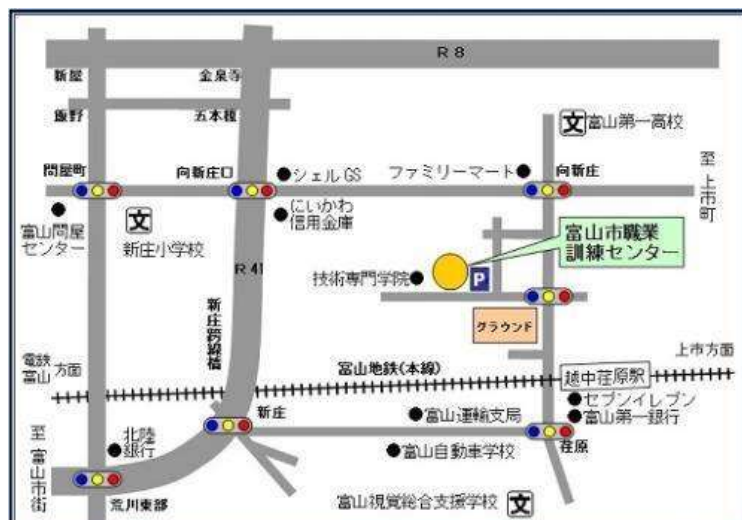 R 8
新屋
金泉寺
飯野
五本榎
文
富山第一高校
至 上市町
問屋町
向新庄口
シェル GS
ファミリーマート
向新庄
富山問屋
センター
文
新庄小学校
にいかわ
信用金庫
富山市職業
訓練センター
R 41
技術専門学院
P
新庄跨線橋
グラウンド
電鉄
富山
方面
富山地鉄(本線)
上市方面
越中荏原駅
新庄
セブンイレブン
富山運輸支局
富山第一銀行
至 富山市街
北陸
銀行
富山自動車学校
荏原
荒川東部
富山視覚総合支援学校
文